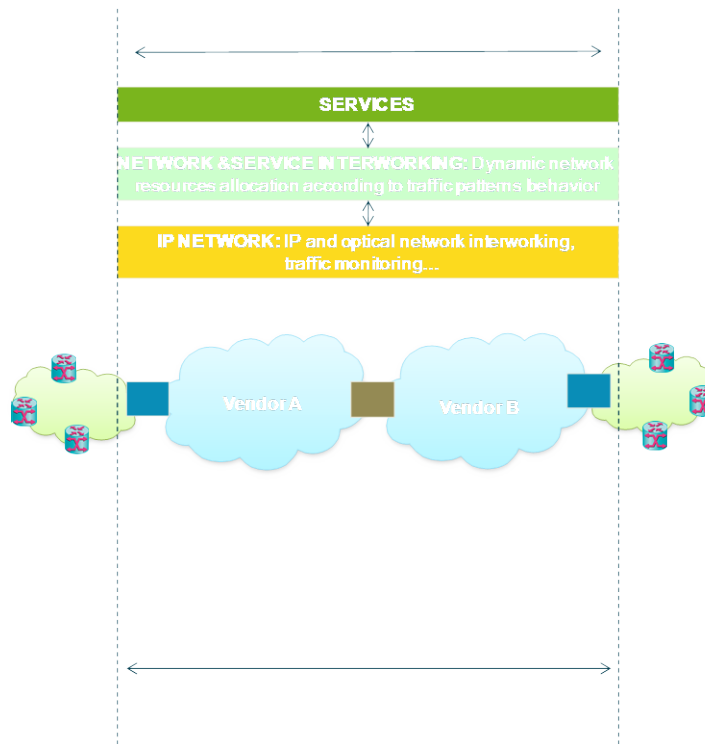 SERVICES
NETWORK &SERVICE INTERWORKING: Dynamic network
resources allocation according to traffic patterns behavior
IP NETWORK: IP and optical network interworking,
traffic monitoring...
Vendor A
Vendor B